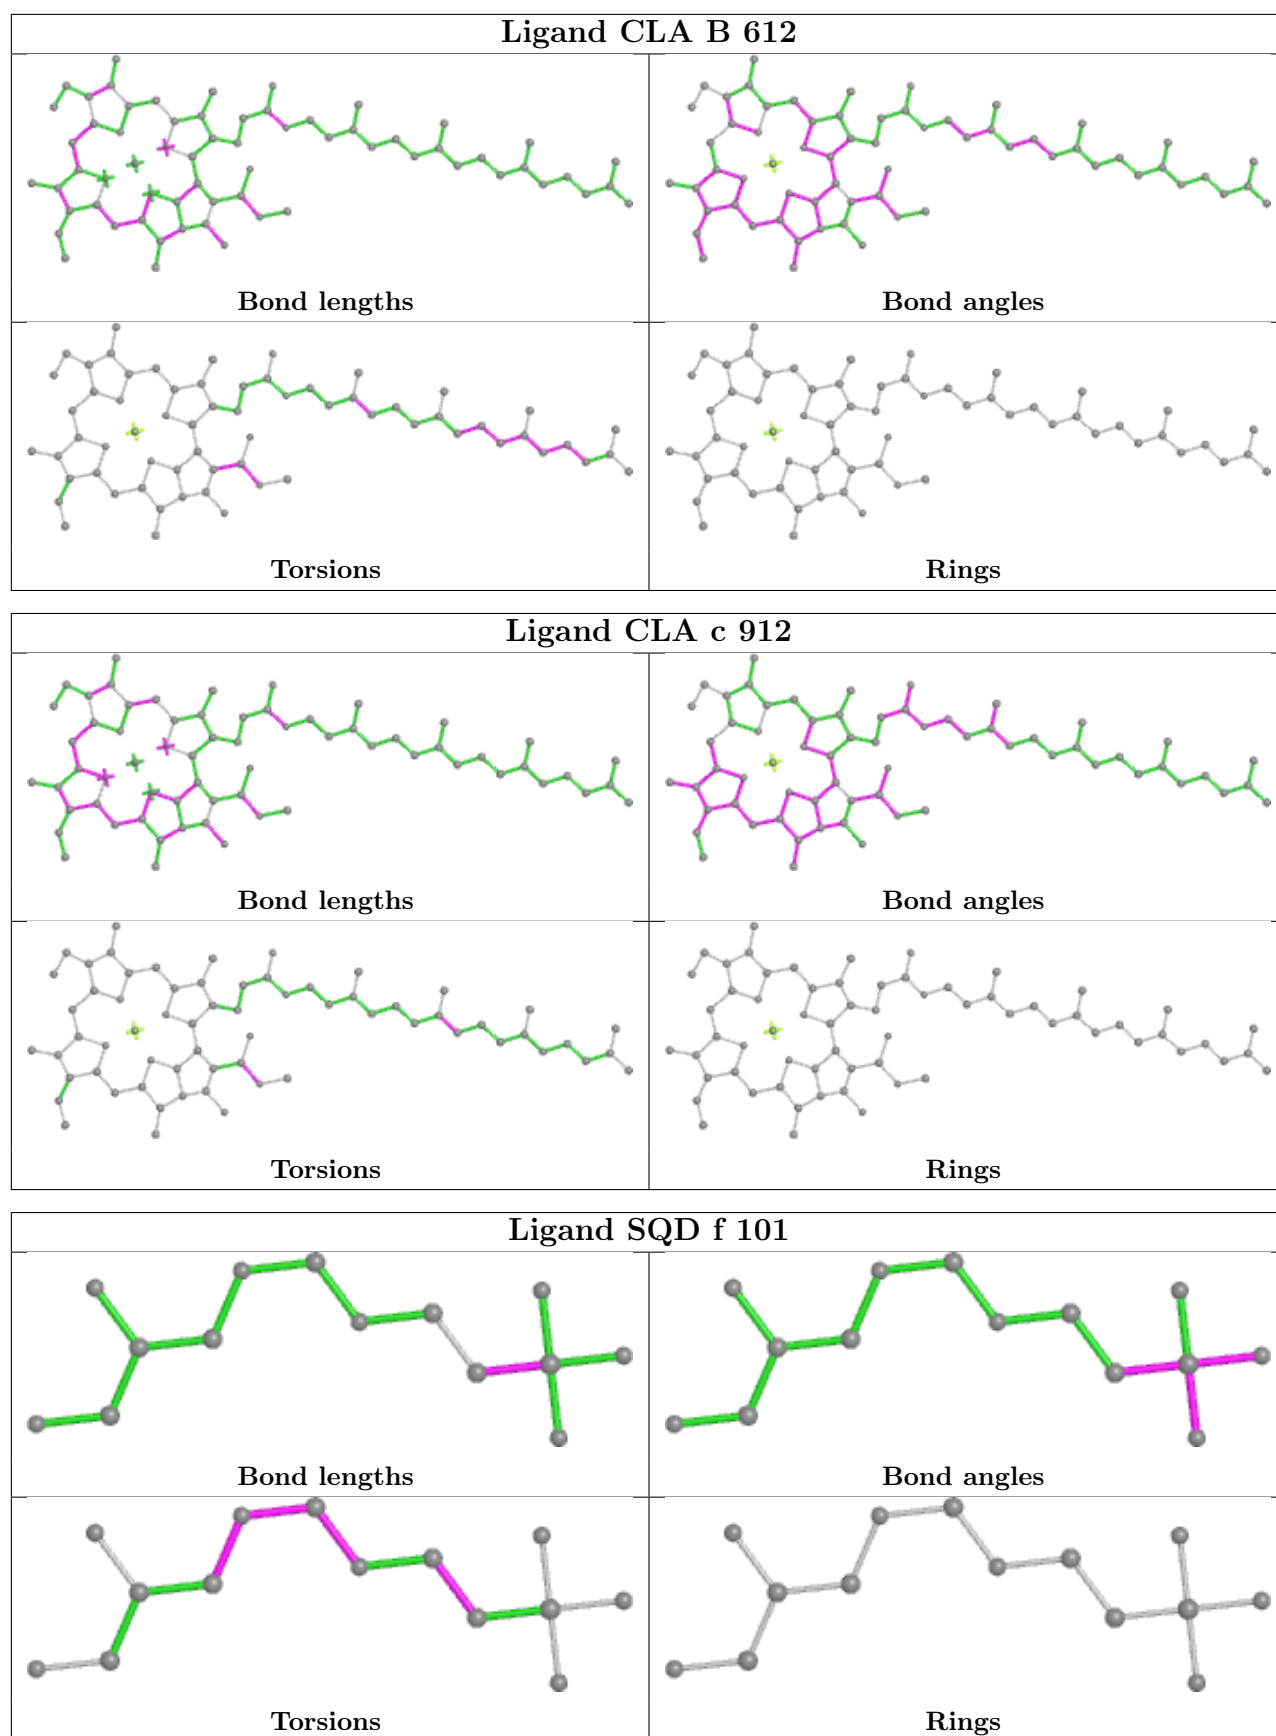 Ligand CLA B 612
Bond lengths
Bond angles
Torsions
Rings
Ligand CLA c 912
Bond lengths
Bond angles
Torsions
Rings
Ligand SQD f 101
Bond lengths
Bond angles
Torsions
Rings